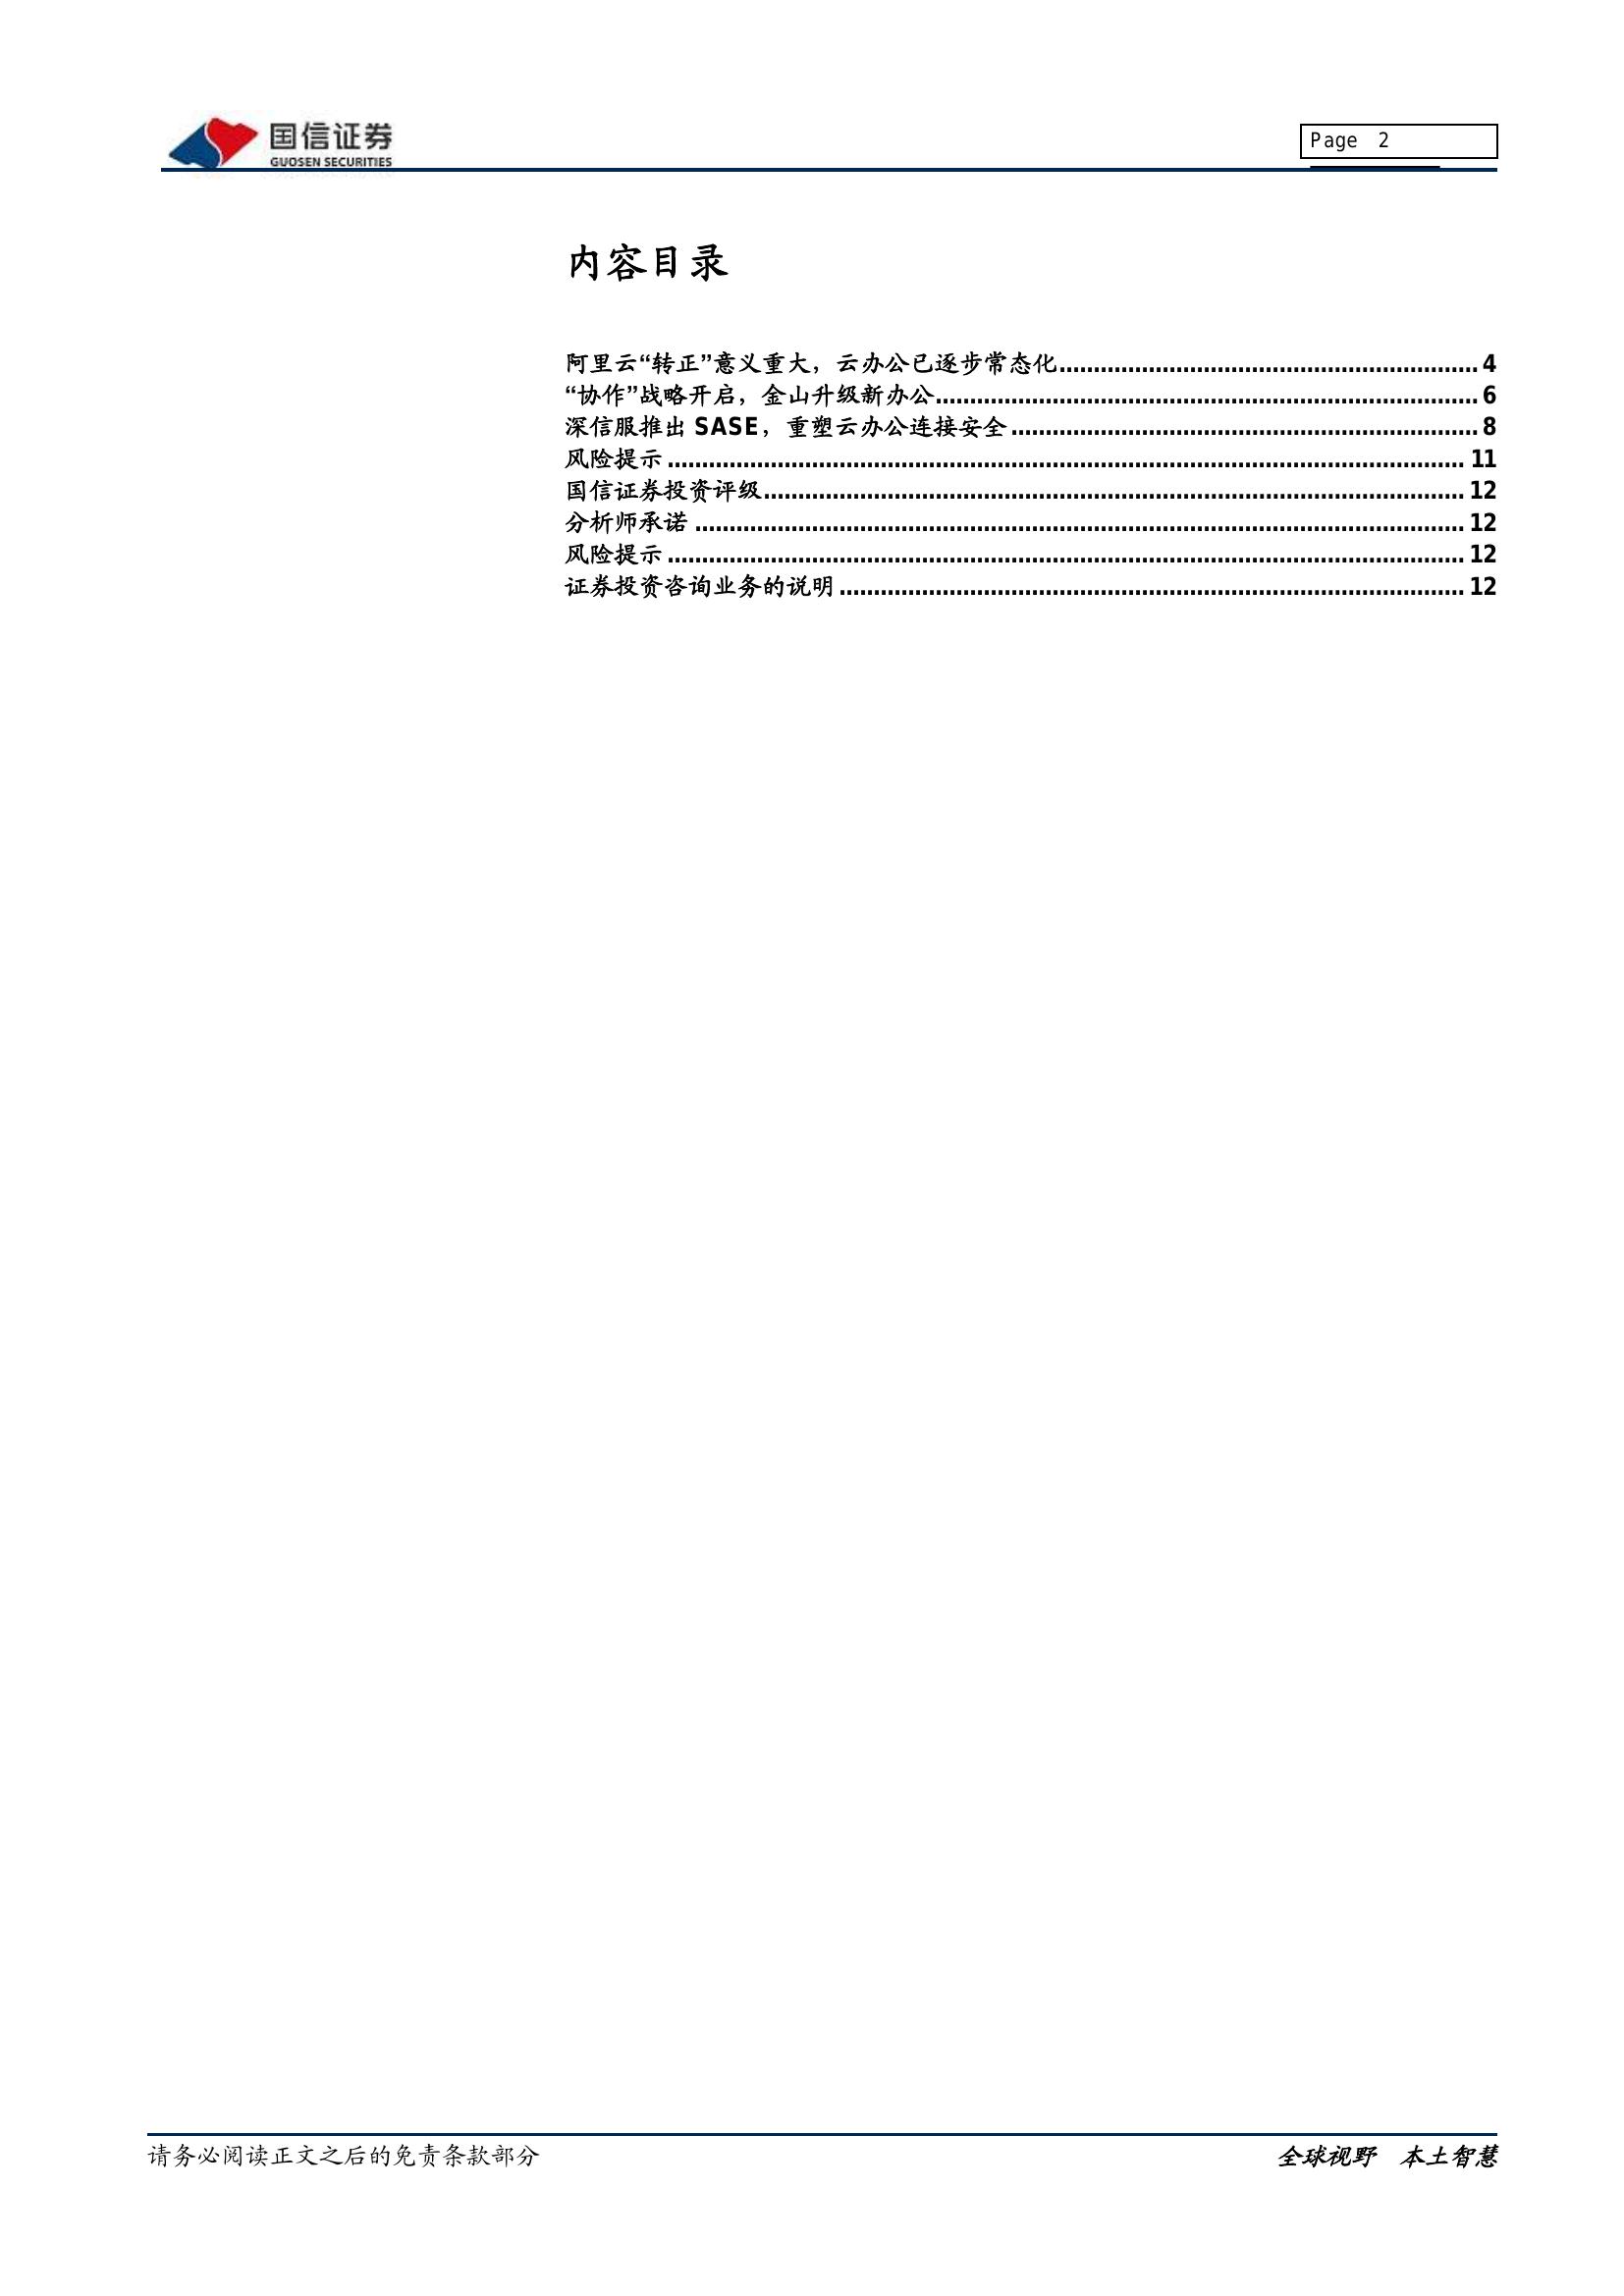 国信证券
GUOSEN SECURITIES
Page 2
内容目录
阿里云“转正”意义重大，云办公已逐步常态化 4
“协作”战略开启，金山升级新办公 6
深信服推出 SASE，重塑云办公连接安全 8
风险提示 11
国信证券投资评级 12
分析师承诺 12
风险提示 12
证券投资咨询业务的说明 12
请务必阅读正文之后的免责条款部分
全球视野 本土智慧